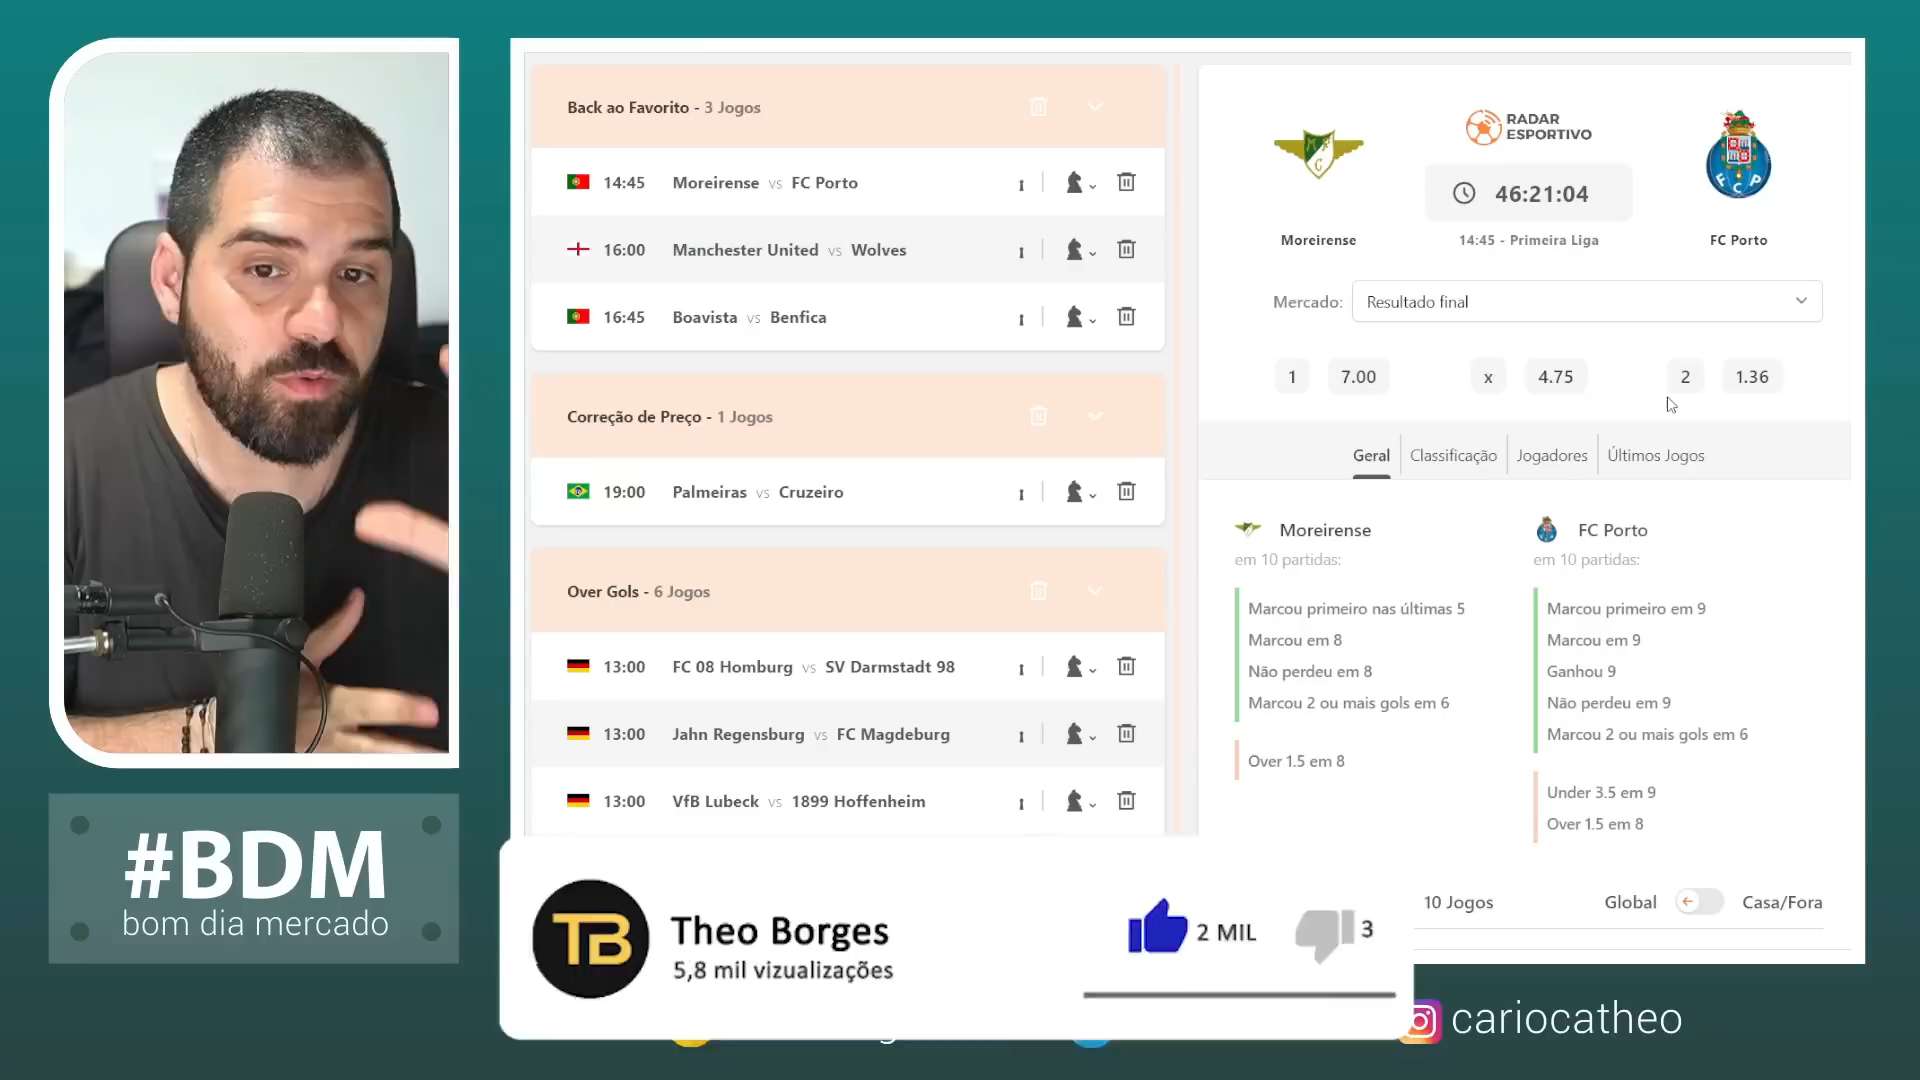 Back ao Favorito - 3 Jogos
14:45 Moreirense vs FC Porto
16:00 Manchester United vs Wolves
16:45 Boavista vs Benfica
Correção de Preço - 1 Jogos
19:00 Palmeiras vs Cruzeiro
Over Gols - 6 Jogos
13:00 FC 08 Homburg vs SV Darmstadt 98
13:00 Jahn Regensburg vs FC Magdeburg
13:00 VfB Lubeck vs 1899 Hoffenheim
RADAR
ESPORTIVO
MFC
FCP
46:21:04
Moreirense
14:45 - Primeira Liga
FC Porto
Mercado: Resultado final
1 7.00 x 4.75 2 1.36
Geral Classificação Jogadores Últimos Jogos
Moreirense
em 10 partidas:
Marcou primeiro nas últimas 5
Marcou em 8
Não perdeu em 8
Marcou 2 ou mais gols em 6
Over 1.5 em 8
FC Porto
em 10 partidas:
Marcou primeiro em 9
Marcou em 9
Ganhou 9
Não perdeu em 9
Marcou 2 ou mais gols em 6
Under 3.5 em 9
Over 1.5 em 8
10 Jogos Global Casa/Fora
#BDM
bom dia mercado
TB
Theo Borges
5,8 mil vizualizações
2 MIL
3
cariocatheo